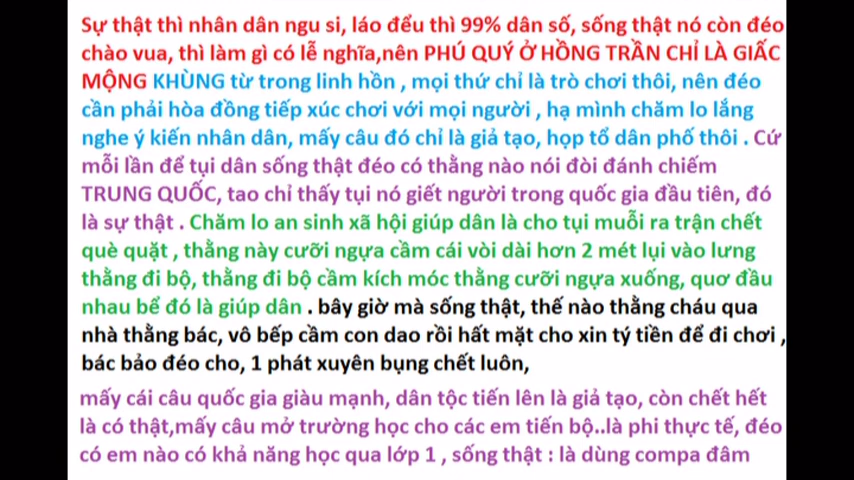 Sự thật thì nhân dân ngu si, láo đểu thì 99% dân số, sống thật nó còn đéo
chào vua, thì làm gì có lễ nghĩa,nên PHÚ QUÝ Ở HỒNG TRẦN CHỈ LÀ GIẤC
MỘNG KHÙNG từ trong linh hồn , mọi thứ chỉ là trò chơi thôi, nên đéo
cần phải hòa đồng tiếp xúc chơi với mọi người , hạ mình chăm lo lắng
nghe ý kiến nhân dân, mấy câu đó chỉ là giả tạo, họp tổ dân phố thôi . Cứ
mỗi lần để tụi dân sống thật đéo có thằng nào nói đòi đánh chiếm
TRUNG QUỐC, tao chỉ thấy tụi nó giết người trong quốc gia đầu tiên, đó
là sự thật . Chăm lo an sinh xã hội giúp dân là cho tụi muỗi ra trận chết
què quặt , thằng này cưỡi ngựa cầm cái vòi dài hơn 2 mét lụi vào lưng
thằng đi bộ, thằng đi bộ cầm kích móc thằng cưỡi ngựa xuống, quơ đầu
nhau bể đó là giúp dân . bây giờ mà sống thật, thế nào thằng cháu qua
nhà thằng bác, vô bếp cầm con dao rồi hất mặt cho xin tý tiền để đi chơi ,
bác bảo đéo cho, 1 phát xuyên bụng chết luôn,
mấy cái câu quốc gia giàu mạnh, dân tộc tiến lên là giả tạo, còn chết hết
là có thật,mấy câu mở trường học cho các em tiến bộ..là phi thực tế, đéo
có em nào có khả năng học qua lớp 1 , sống thật : là dùng compa đâm